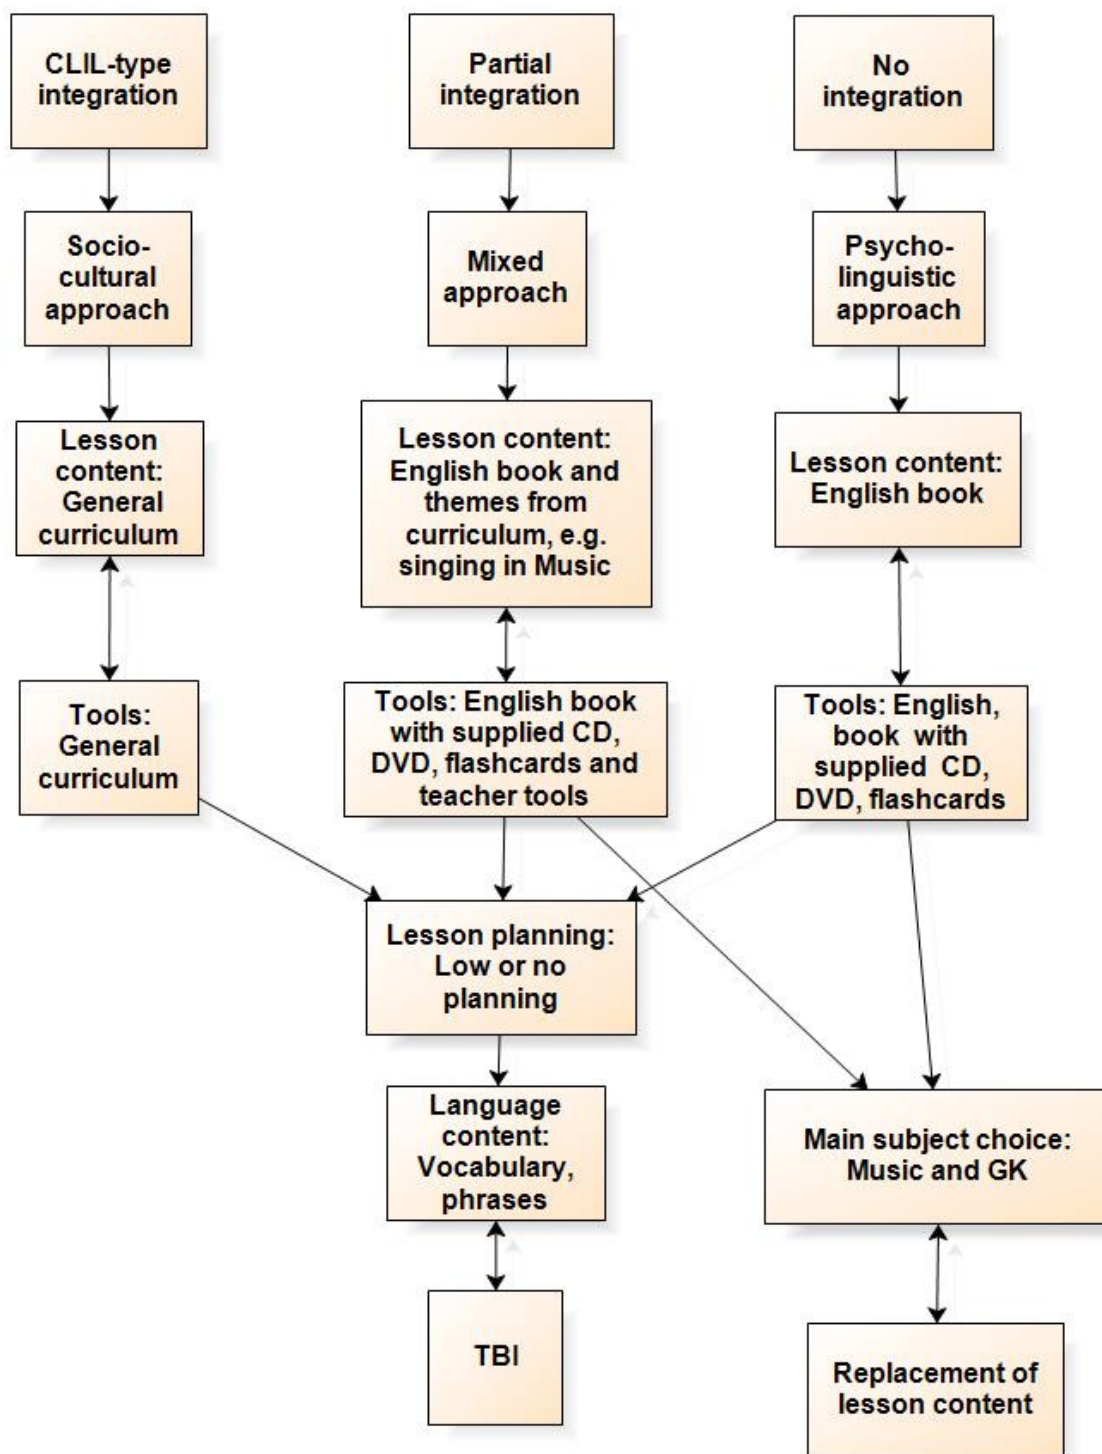 CLIL-type
integration
Partial
integration
No
integration
Socio-
cultural
approach
Mixed
approach
Psycho-
linguistic
approach
Lesson
content:
General
curriculum
Lesson content:
English book and
themes from
curriculum, e.g.
singing in Music
Lesson content:
English book
Tools:
General
curriculum
Tools: English book
with supplied CD,
DVD, flashcards and
teacher tools
Tools: English,
book with
supplied CD,
DVD, flashcards
Lesson planning:
Low or no
planning
Language
content:
Vocabulary,
phrases
Main subject choice:
Music and GK
TBI
Replacement of
lesson content